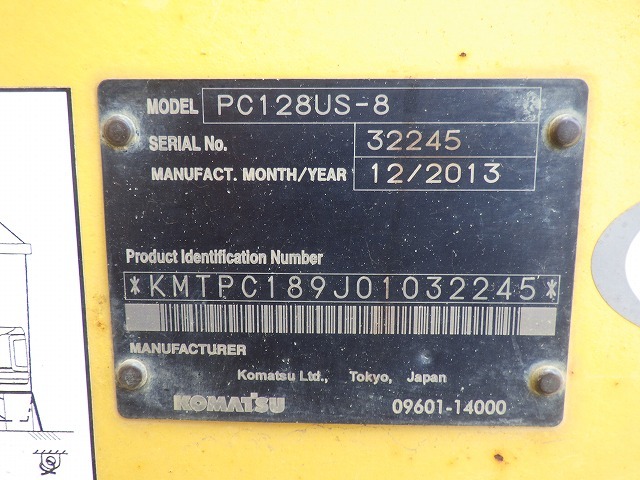 MODEL PC128US-8
SERIAL No. 32245
MANUFACT. MONTH/YEAR 12/2013
Product Identification Number
*KMTPC189J01032245*
MANUFACTURER
Komatsu Ltd., Tokyo, Japan
KOMATSU 09601-14000